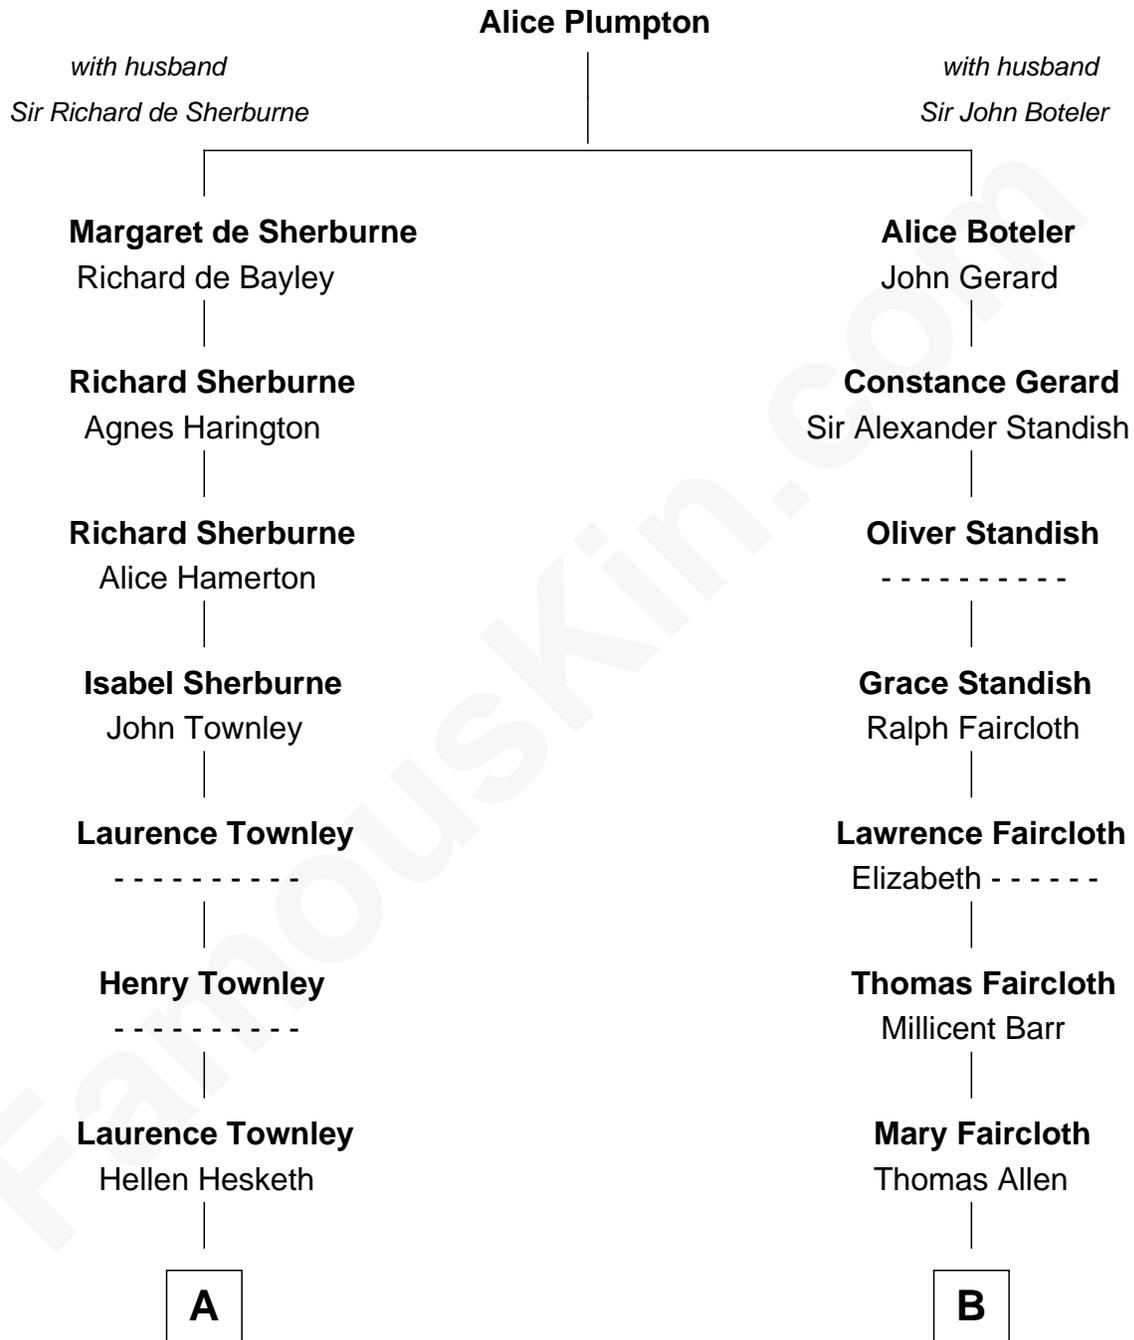 Alice Plumpton
with husband
Sir Richard de Sherburne
with husband
Sir John Boteler
Margaret de Sherburne
Richard de Bayley
Alice Boteler
John Gerard
Richard Sherburne
Agnes Harington
Constance Gerard
Sir Alexander Standish
Richard Sherburne
Alice Hamerton
Oliver Standish
- - - - - - - - - -
Isabel Sherburne
John Townley
Grace Standish
Ralph Faircloth
Laurence Townley
- - - - - - - - - -
Lawrence Faircloth
Elizabeth - - - - - -
Henry Townley
- - - - - - - - - -
Thomas Faircloth
Millicent Barr
Laurence Townley
Hellen Hesketh
Mary Faircloth
Thomas Allen
A
B
FamousKin.com